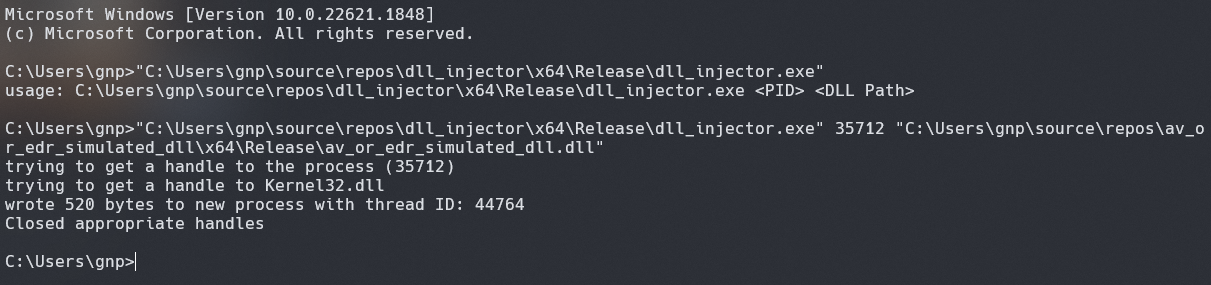 Microsoft Windows [Version 10.0.22621.1848]
(c) Microsoft Corporation. All rights reserved.
C:\Users\gnp>"C:\Users\gnp\source\repos\dll_injector\x64\Release\dll_injector.exe"
usage: C:\Users\gnp\source\repos\dll_injector\x64\Release\dll_injector.exe <PID> <DLL Path>
C:\Users\gnp>"C:\Users\gnp\source\repos\dll_injector\x64\Release\dll_injector.exe" 35712 "C:\Users\gnp\source\repos\av_o
r_edr_simulated_dll\x64\Release\av_or_edr_simulated_dll.dll"
trying to get a handle to the process (35712)
trying to get a handle to Kernel32.dll
wrote 520 bytes to new process with thread ID: 44764
Closed appropriate handles
C:\Users\gnp>